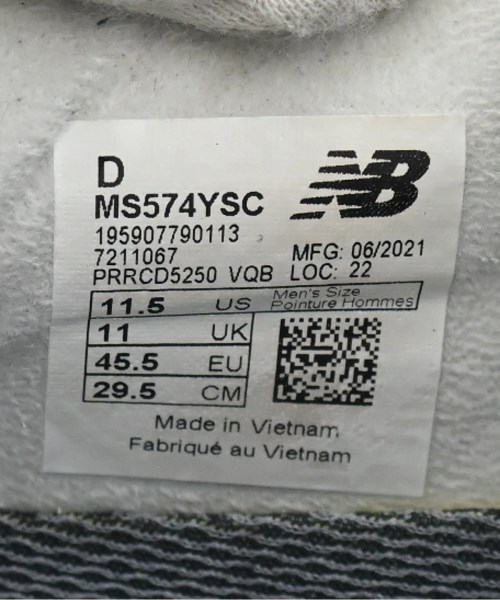 D
MS574YSC
NB
195907790113
7211067
MFG: 06/2021
PRRCD5250 VQB LOC: 22
11.5 US Men's Size
Pointure Hommes
11 UK
45.5 EU
29.5 CM
Made in Vietnam
Fabriqué au Vietnam